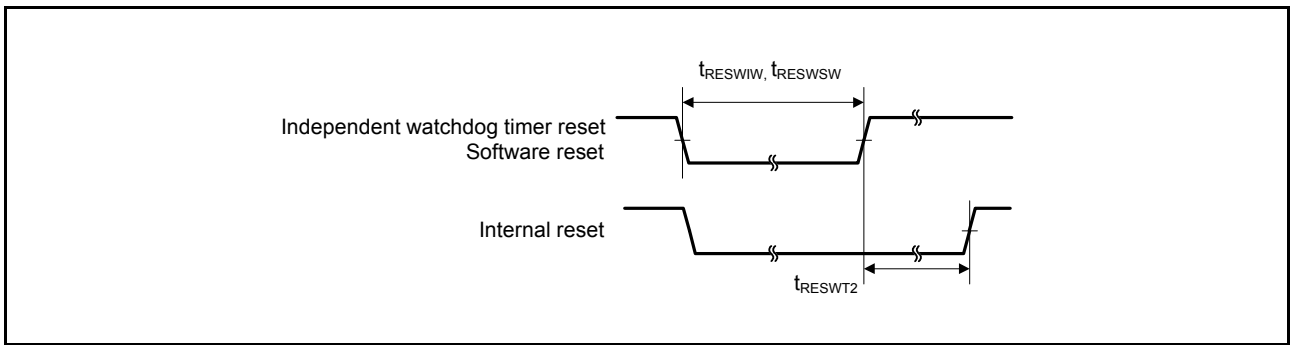 tRESWIW, tRESWSW
Independent watchdog timer reset
Software reset
Internal reset
tRESWT2